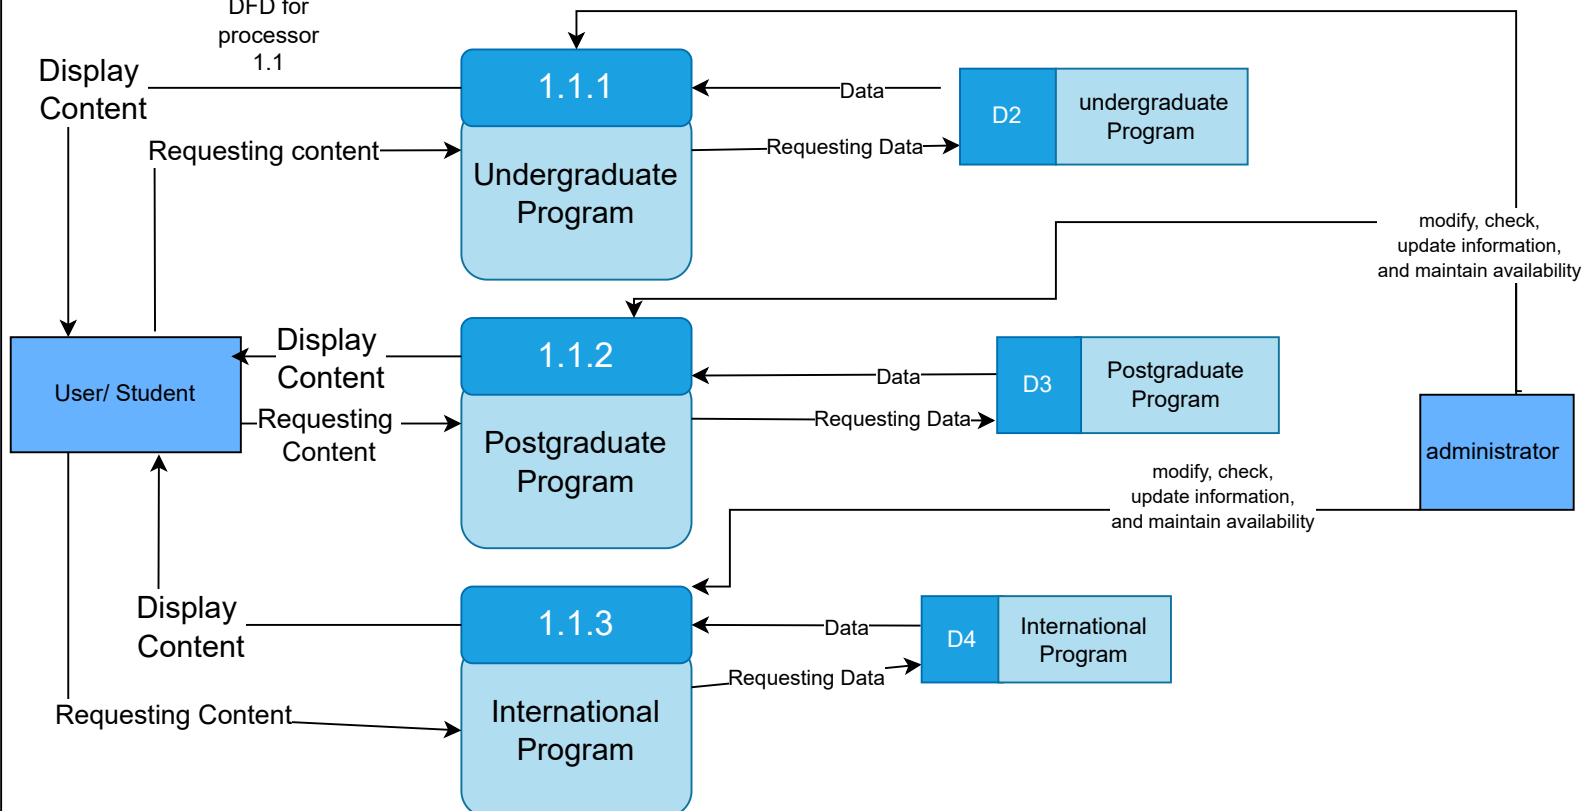 DFD for
processor
1.1
Display
Content
1.1.1
Undergraduate
Program
Data
Requesting Data
D2
undergraduate
Program
Requesting content
modify, check,
update information,
and maintain availability
User/ Student
Display
Content
Requesting
Content
1.1.2
Postgraduate
Program
Data
Requesting Data
D3
Postgraduate
Program
administrator
modify, check,
update information,
and maintain availability
Display
Content
Requesting Content
1.1.3
International
Program
Data
Requesting Data
D4
International
Program